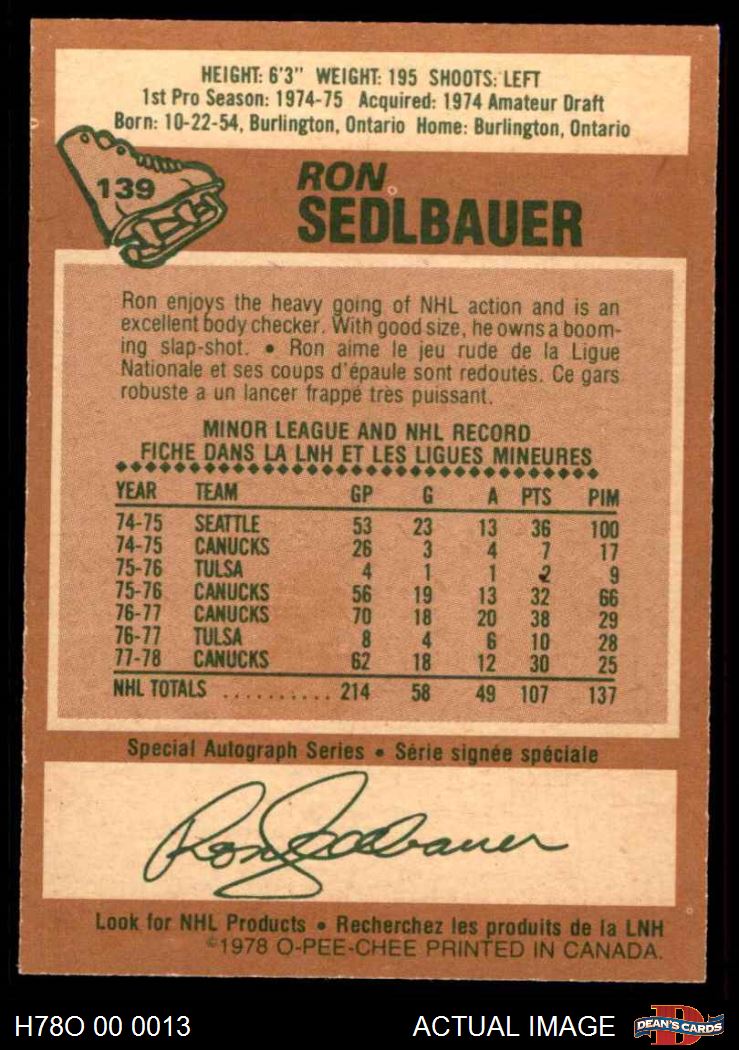 HEIGHT: 6'3" WEIGHT: 195 SHOOTS: LEFT
1st Pro Season: 1974-75 Acquired: 1974 Amateur Draft
Born: 10-22-54, Burlington, Ontario Home: Burlington, Ontario
139
RON
SEDLBAUER
Ron enjoys the heavy going of NHL action and is an
excellent body checker. With good size, he owns a boom-
ing slap-shot. • Ron aime le jeu rude de la Ligue
Nationale et ses coups d'épaule sont redoutés. Ce gars
robuste a un lancer frappé très puissant.
MINOR LEAGUE AND NHL RECORD
FICHE DANS LA LNH ET LES LIGUES MINEURES
YEAR TEAM GP G A PTS PIM
74-75 SEATTLE 53 23 13 36 100
74-75 CANUCKS 26 3 4 7 17
75-76 TULSA 4 1 1 2 9
75-76 CANUCKS 56 19 13 32 66
76-77 CANUCKS 70 18 20 38 29
76-77 TULSA 8 4 6 10 28
77-78 CANUCKS 62 18 12 30 25
NHL TOTALS .......... 214 58 49 107 137
Special Autograph Series • Série signée spéciale
Ron Sedlbauer
Look for NHL Products • Recherchez les produits de la LNH
©1978 O-PEE-CHEE PRINTED IN CANADA.
H78O 00 0013 ACTUAL IMAGE D DEAN'S CARDS